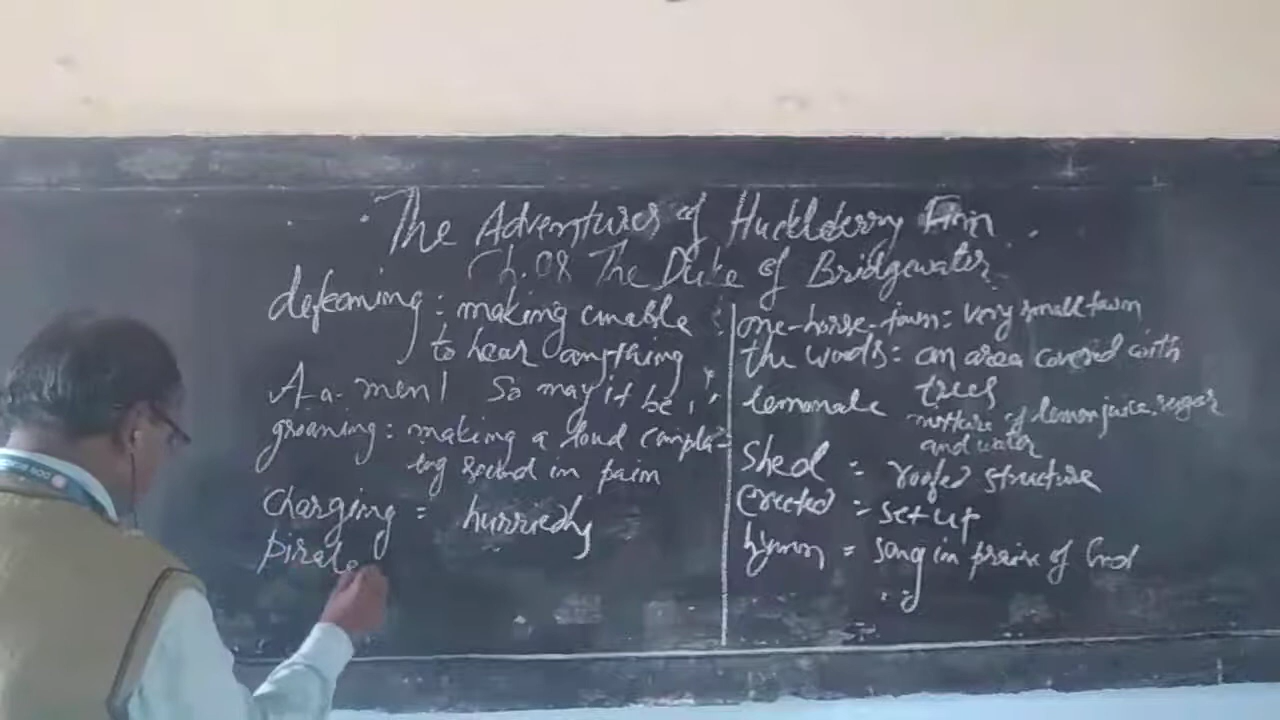 The Adventures of Huckleberry Finn
Ch. 08 The Duke of Bridgewater
defeaming: making unable
to hear anything
A-a-men! So may it be!
groaning: making a loud compla-
ing sound in pain
Charging = hurriedly
pirate
one-horse-town: very small town
the woods: an area covered with
trees
lemonade mixture of lemon juice, sugar
and water
Shed = roofed structure
erected = set up
hymn = song in praise of God